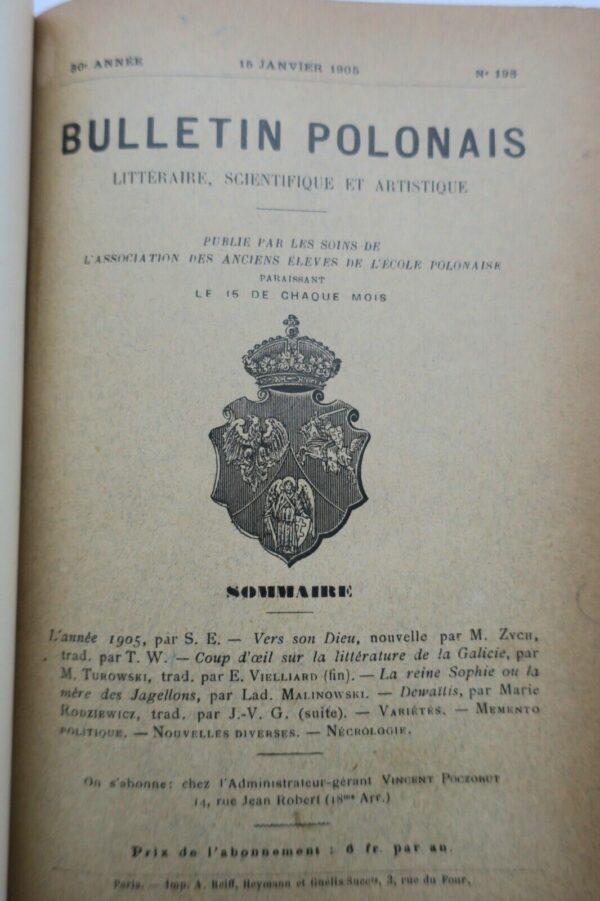 30e ANNÉE 15 JANVIER 1905 No 198
BULLETIN POLONAIS
LITTÉRAIRE, SCIENTIFIQUE ET ARTISTIQUE
PUBLIÉ PAR LES SOINS DE
L'ASSOCIATION DES ANCIENS ÉLÈVES DE L'ÉCOLE POLONAISE
PARAISSANT
LE 15 DE CHAQUE MOIS
SOMMAIRE
L'année 1905, par S. E. — Vers son Dieu, nouvelle par M. ZYCH,
trad. par T. W. — Coup d'œil sur la littérature de la Galicie, par
M. TUROWSKI, trad. par E. VIELLIARD (fin). — La reine Sophie ou la
mère des Jagellons, par Lad. MALINOWSKI. — Dewaïtis, par Marie
RODZIEWICZ, trad. par J.-V. G. (suite). — VARIÉTÉS. — MEMENTO
POLITIQUE. — NOUVELLES DIVERSES. — NÉCROLOGIE.
On s'abonne: chez l'Administrateur-gérant VINCENT POCZOBUT
14, rue Jean Robert (18me Arr.)
Prix de l'abonnement : 6 fr. par an.
Paris. — Imp. A. Reiff, Heymann et Guélis Succrs, 3, rue du Four.